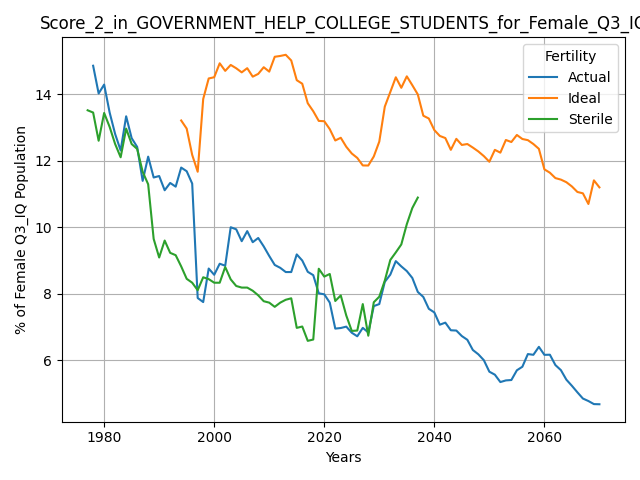 Score_2_in_GOVERNMENT_HELP_COLLEGE_STUDENTS_for_Female_Q3_IQ
Fertility
Actual
Ideal
Sterile
% of Female Q3_IQ Population
14
12
10
8
6
1980 2000 2020 2040 2060
Years